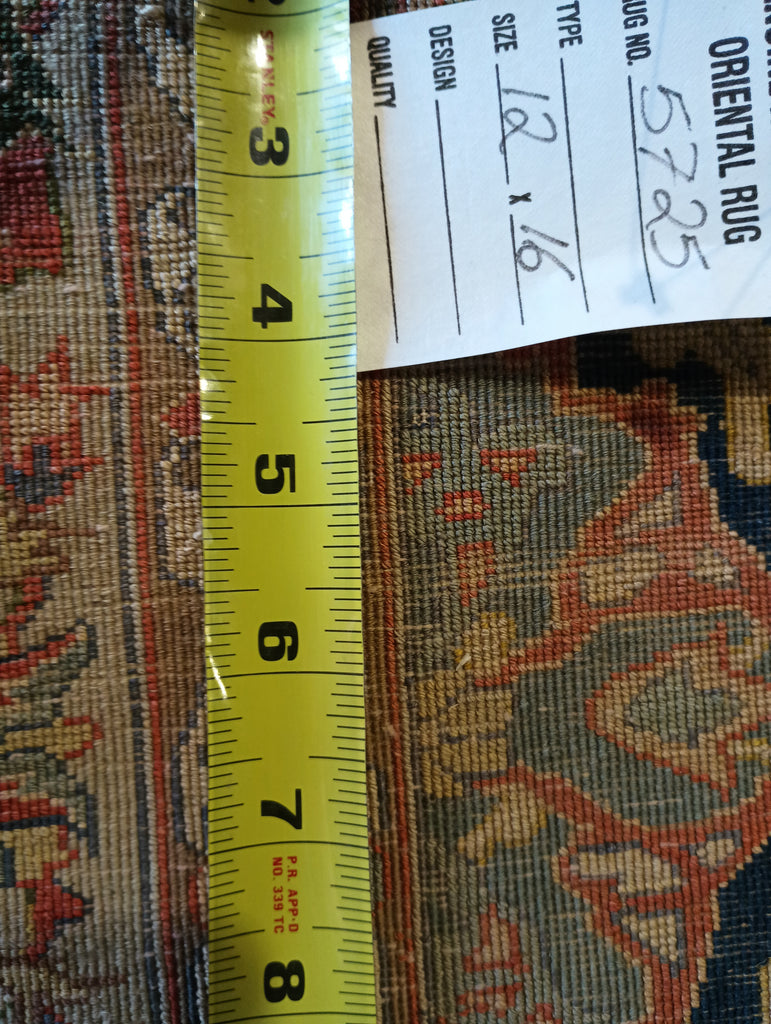 ORIENTAL RUG
RUG NO. 5725
TYPE
SIZE 12 x 16
DESIGN
QUALITY
2
STANLEY®
3
4
5
6
7
P.R. APP'D
NO. 339 TC
8